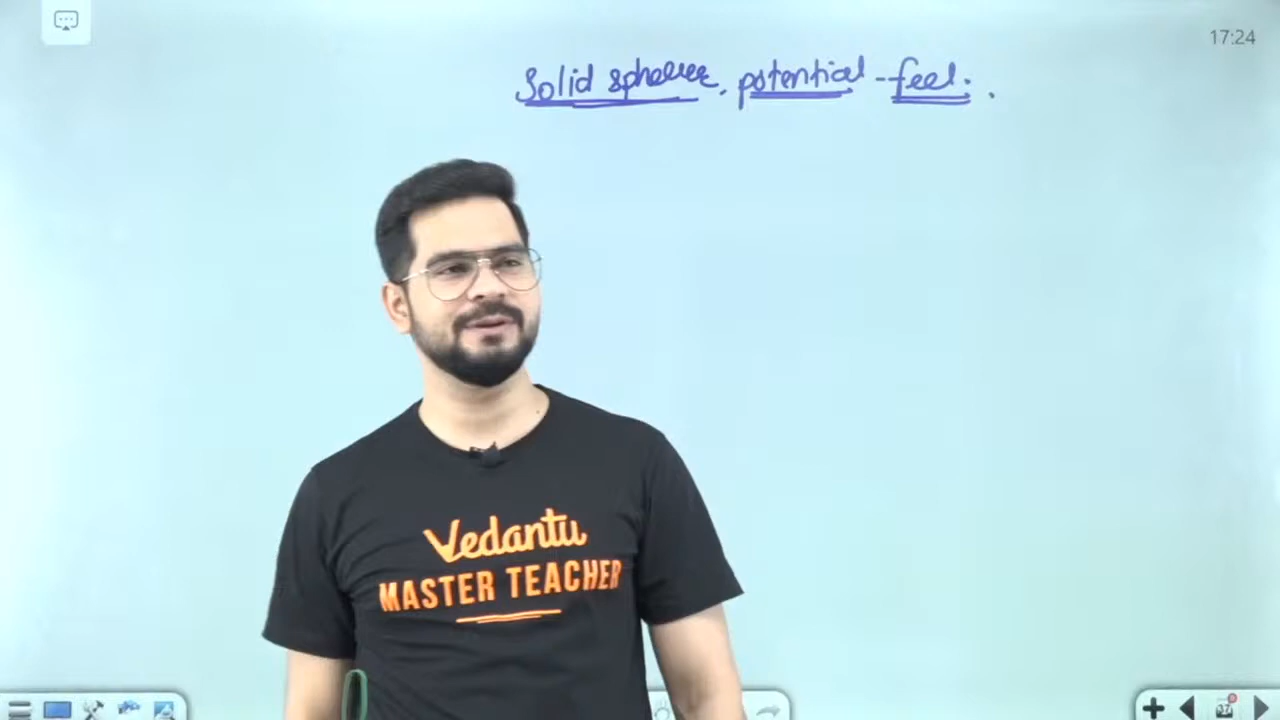 17:24
Solid sphere, potential - feel.
Vedantu
MASTER TEACHER